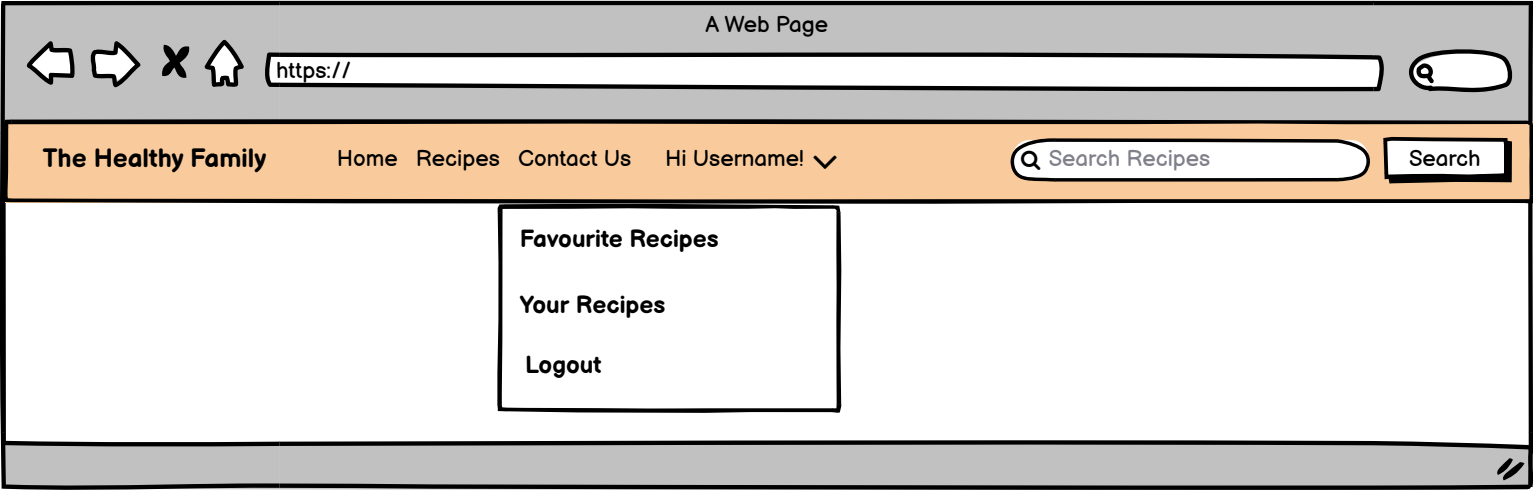 A Web Page
https://
The Healthy Family Home Recipes Contact Us Hi Username! Search Recipes Search
Favourite Recipes
Your Recipes
Logout